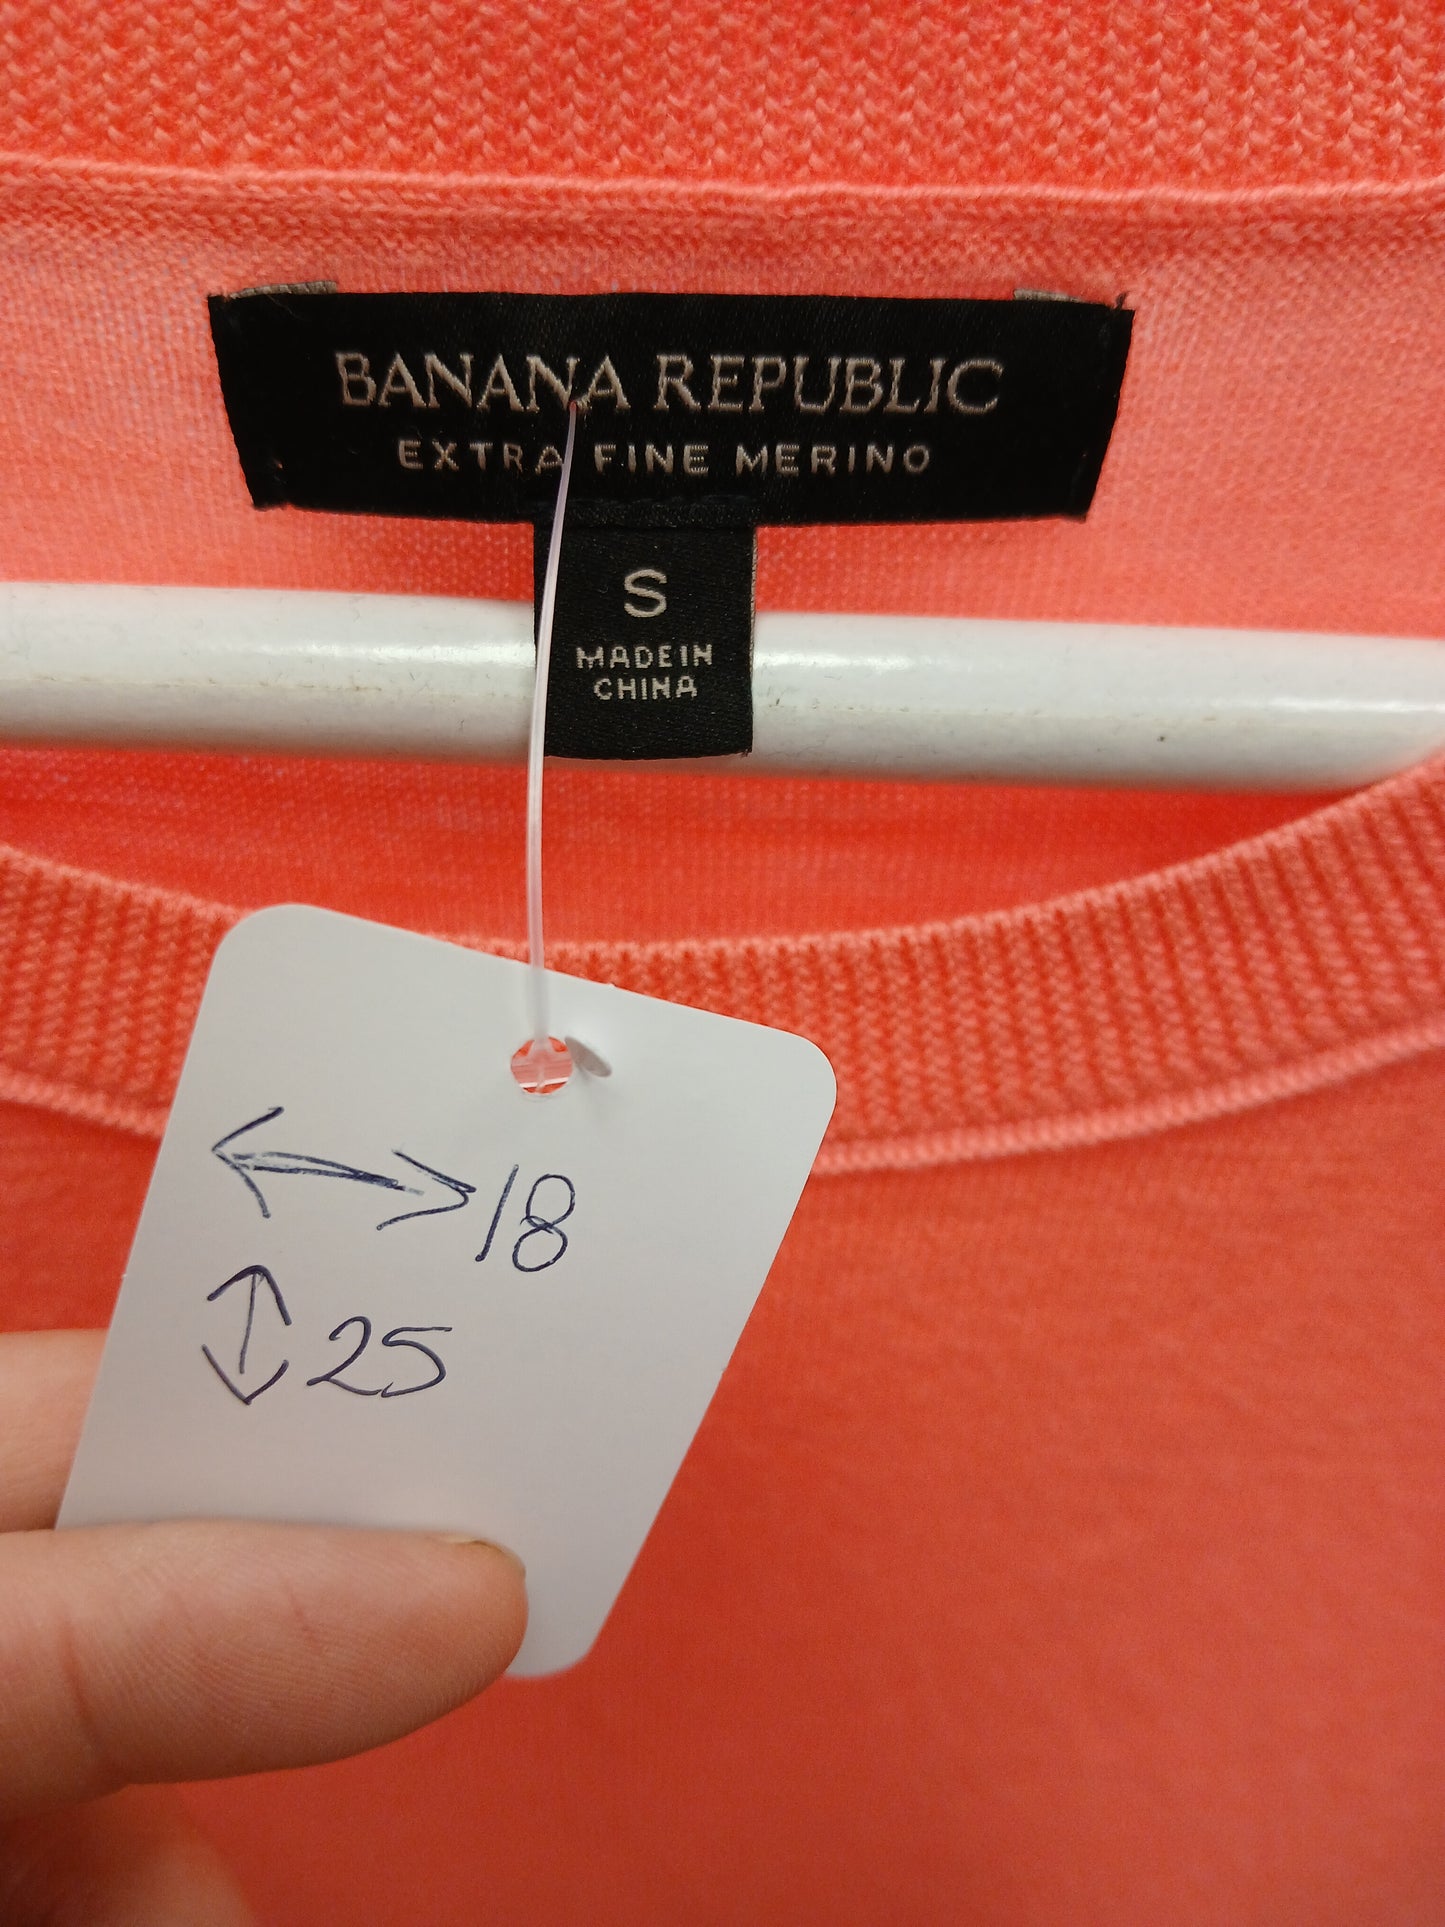 BANANA REPUBLIC
EXTRA FINE MERINO
S
MADE IN
CHINA
18
25